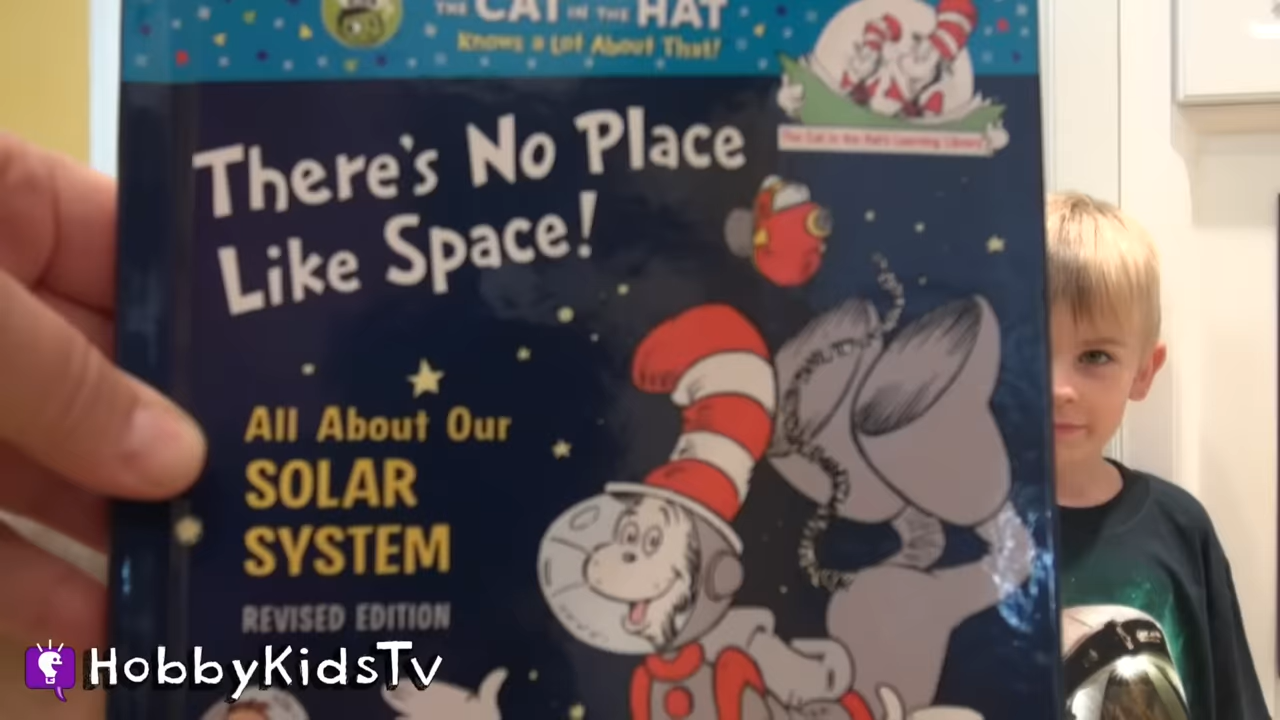 THE CAT IN THE HAT
Knows a Lot About That!
The Cat in the Hat's Learning Library
There's No Place
Like Space!
All About Our
SOLAR
SYSTEM
REVISED EDITION
HobbyKidsTv